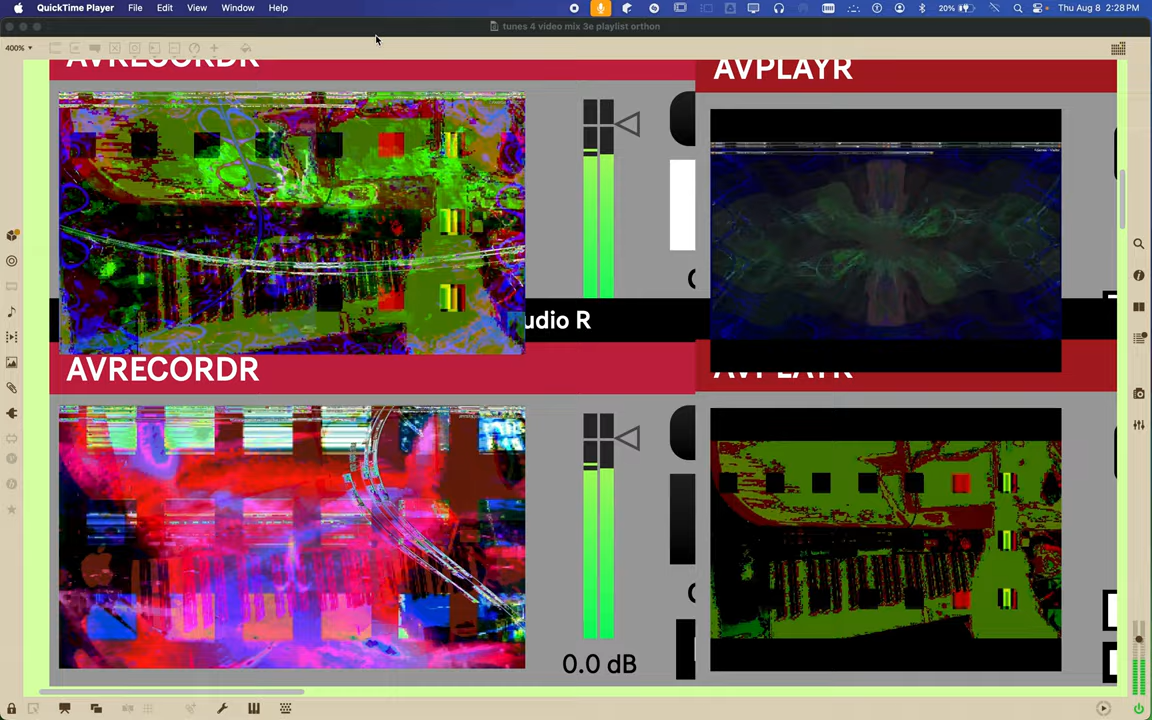 QuickTime Player File Edit View Window Help 20% Thu Aug 8 2:28 PM
tunes 4 video mix 3e playlist orthon
400%
AVRECORDR
AVPLAYR
udio R
AVRECORDR
AVPLAYR
0.0 dB